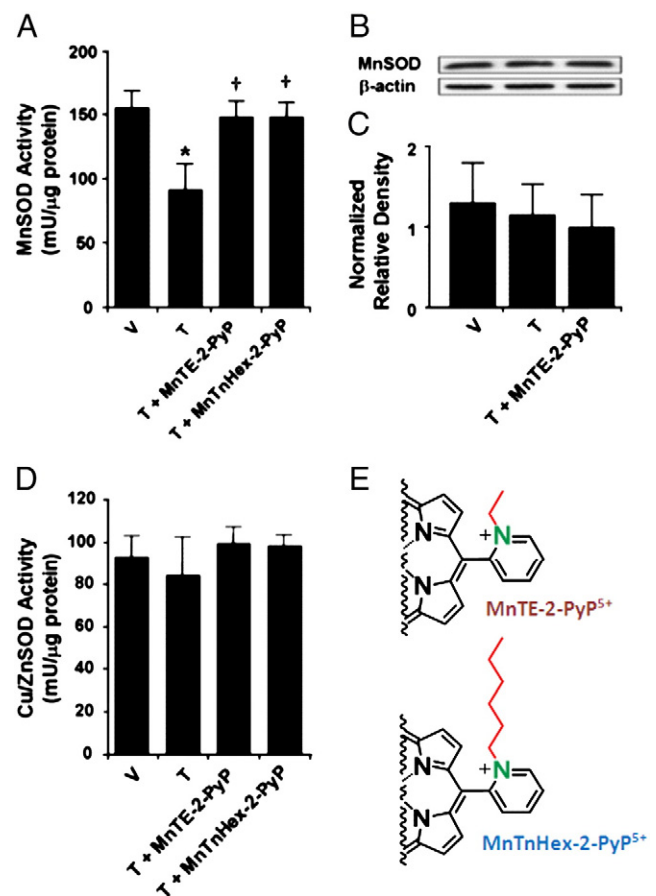 A
MnSOD Activity
(mU/µg protein)
200
150
100
50
0
*
†
†
V
T
T + MnTE-2-PyP
T + MnTnHex-2-PyP
B
MnSOD
β-actin
C
Normalized
Relative Density
2
1
0
V
T
T + MnTE-2-PyP
D
Cu/ZnSOD Activity
(mU/µg protein)
120
100
80
60
40
20
0
V
T
T + MnTE-2-PyP
T + MnTnHex-2-PyP
E
N
N
+
N
MnTE-2-PyP⁵⁺
N
N
+
N
MnTnHex-2-PyP⁵⁺